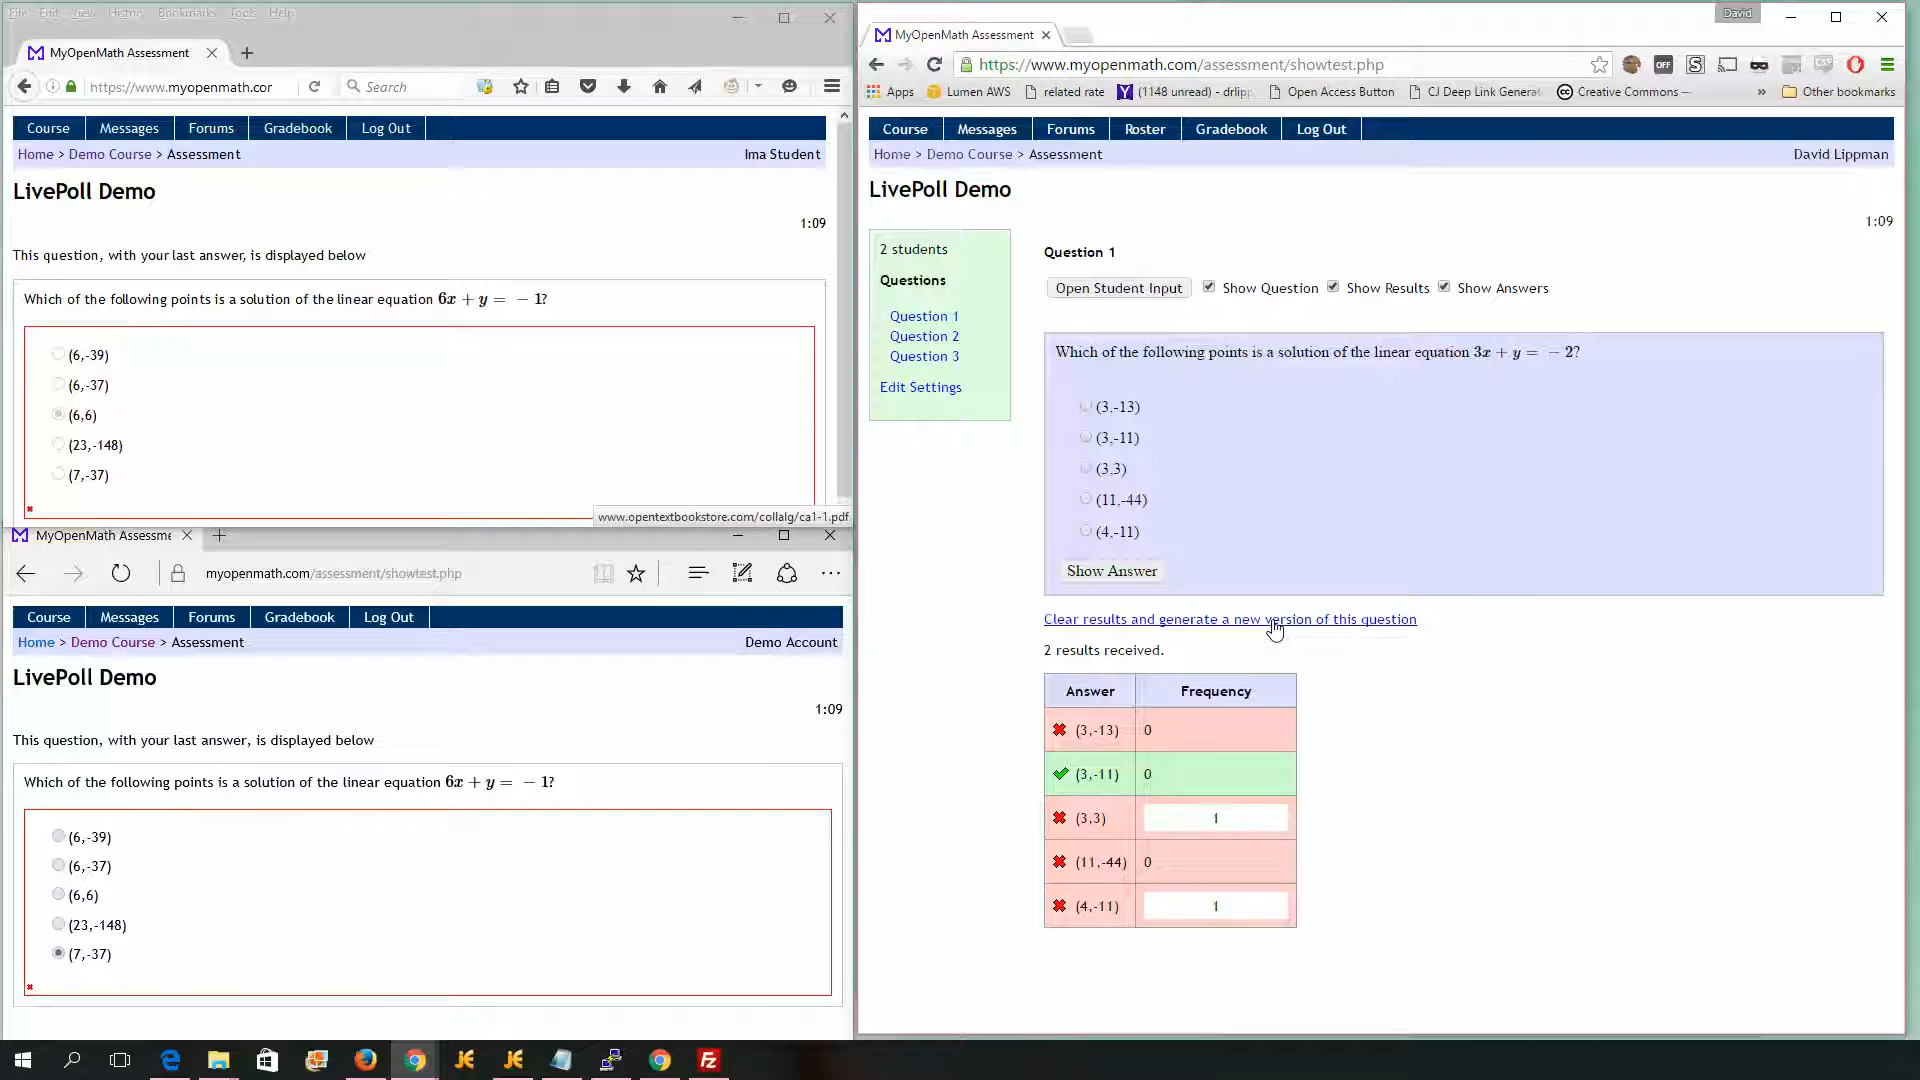 File Edit View History Bookmarks Tools Help
MyOpenMath Assessment
https://www.myopenmath.cor
Search
Course Messages Forums Gradebook Log Out
Home > Demo Course > Assessment
Ima Student
LivePoll Demo
1:09
This question, with your last answer, is displayed below
Which of the following points is a solution of the linear equation 6x + y = − 1?
(6,-39)
(6,-37)
(6,6)
(23,-148)
(7,-37)
www.opentextbookstore.com/collalg/ca1-1.pdf
MyOpenMath Assessme
myopenmath.com/assessment/showtest.php
Course Messages Forums Gradebook Log Out
Home > Demo Course > Assessment
Demo Account
LivePoll Demo
1:09
This question, with your last answer, is displayed below
Which of the following points is a solution of the linear equation 6x + y = − 1?
(6,-39)
(6,-37)
(6,6)
(23,-148)
(7,-37)
David
MyOpenMath Assessment
https://www.myopenmath.com/assessment/showtest.php
OFF
Apps Lumen AWS related rate (1148 unread) - drlip Open Access Button CJ Deep Link Generat Creative Commons — » Other bookmarks
Course Messages Forums Roster Gradebook Log Out
Home > Demo Course > Assessment
David Lippman
LivePoll Demo
1:09
2 students
Questions
Question 1
Question 2
Question 3
Edit Settings
Question 1
Open Student Input Show Question Show Results Show Answers
Which of the following points is a solution of the linear equation 3x + y = − 2?
(3,-13)
(3,-11)
(3,3)
(11,-44)
(4,-11)
Show Answer
Clear results and generate a new version of this question
2 results received.
Answer Frequency
(3,-13) 0
(3,-11) 0
(3,3) 1
(11,-44) 0
(4,-11) 1